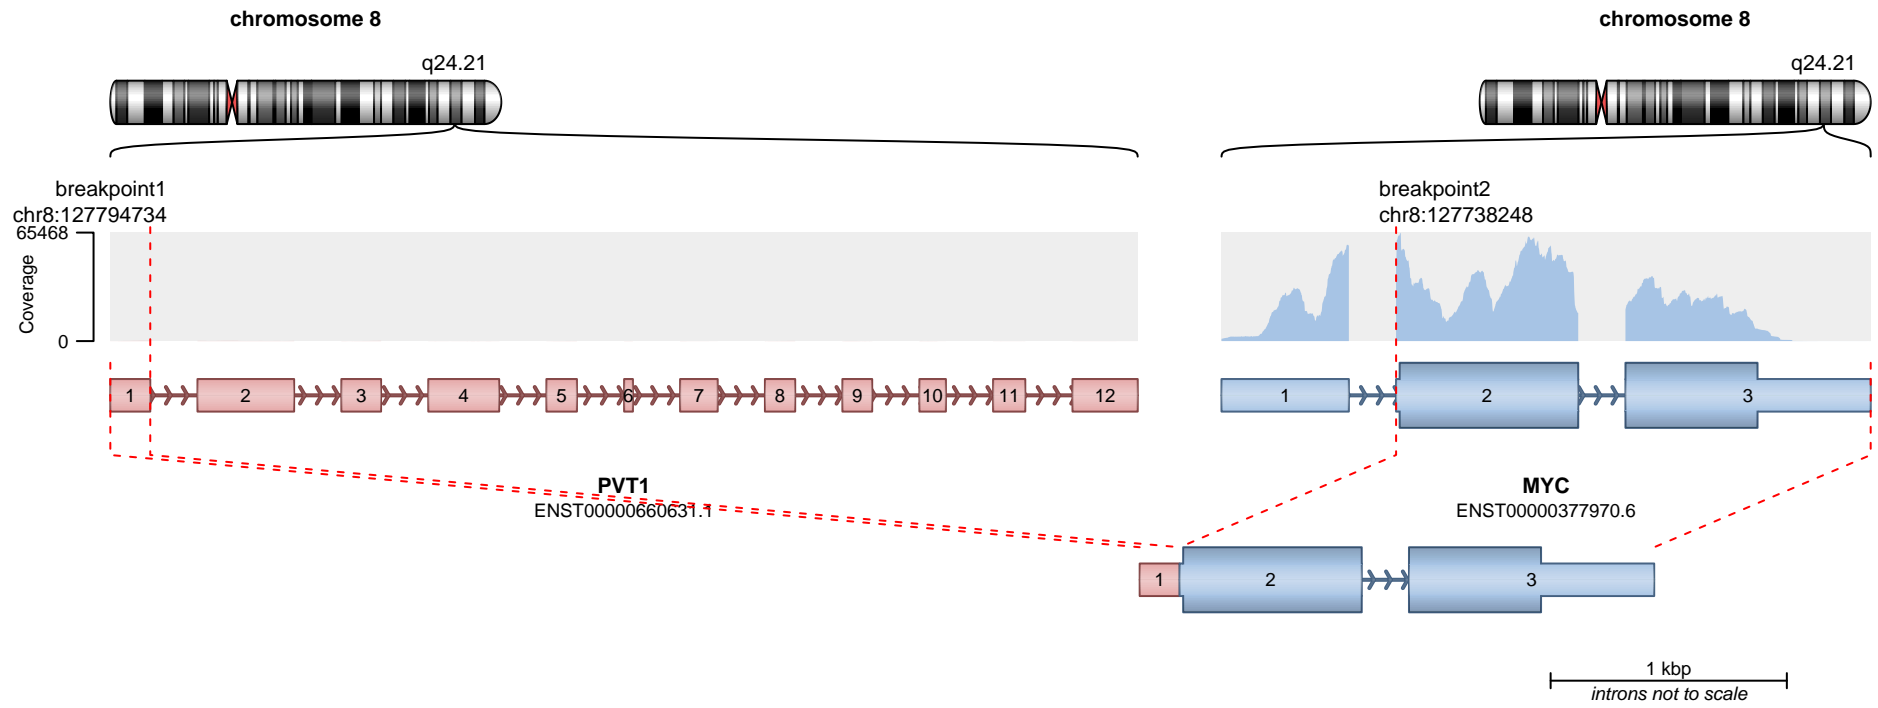 chromosome 8
chromosome 8
q24.21
q24.21
breakpoint1
chr8:127794734
breakpoint2
chr8:127738248
65468
Coverage
0
1 2 3 4 5 6 7 8 9 10 11 12
1 2 3
PVT1
ENST00000660631.1
MYC
ENST00000377970.6
1 2 3
1 kbp
introns not to scale